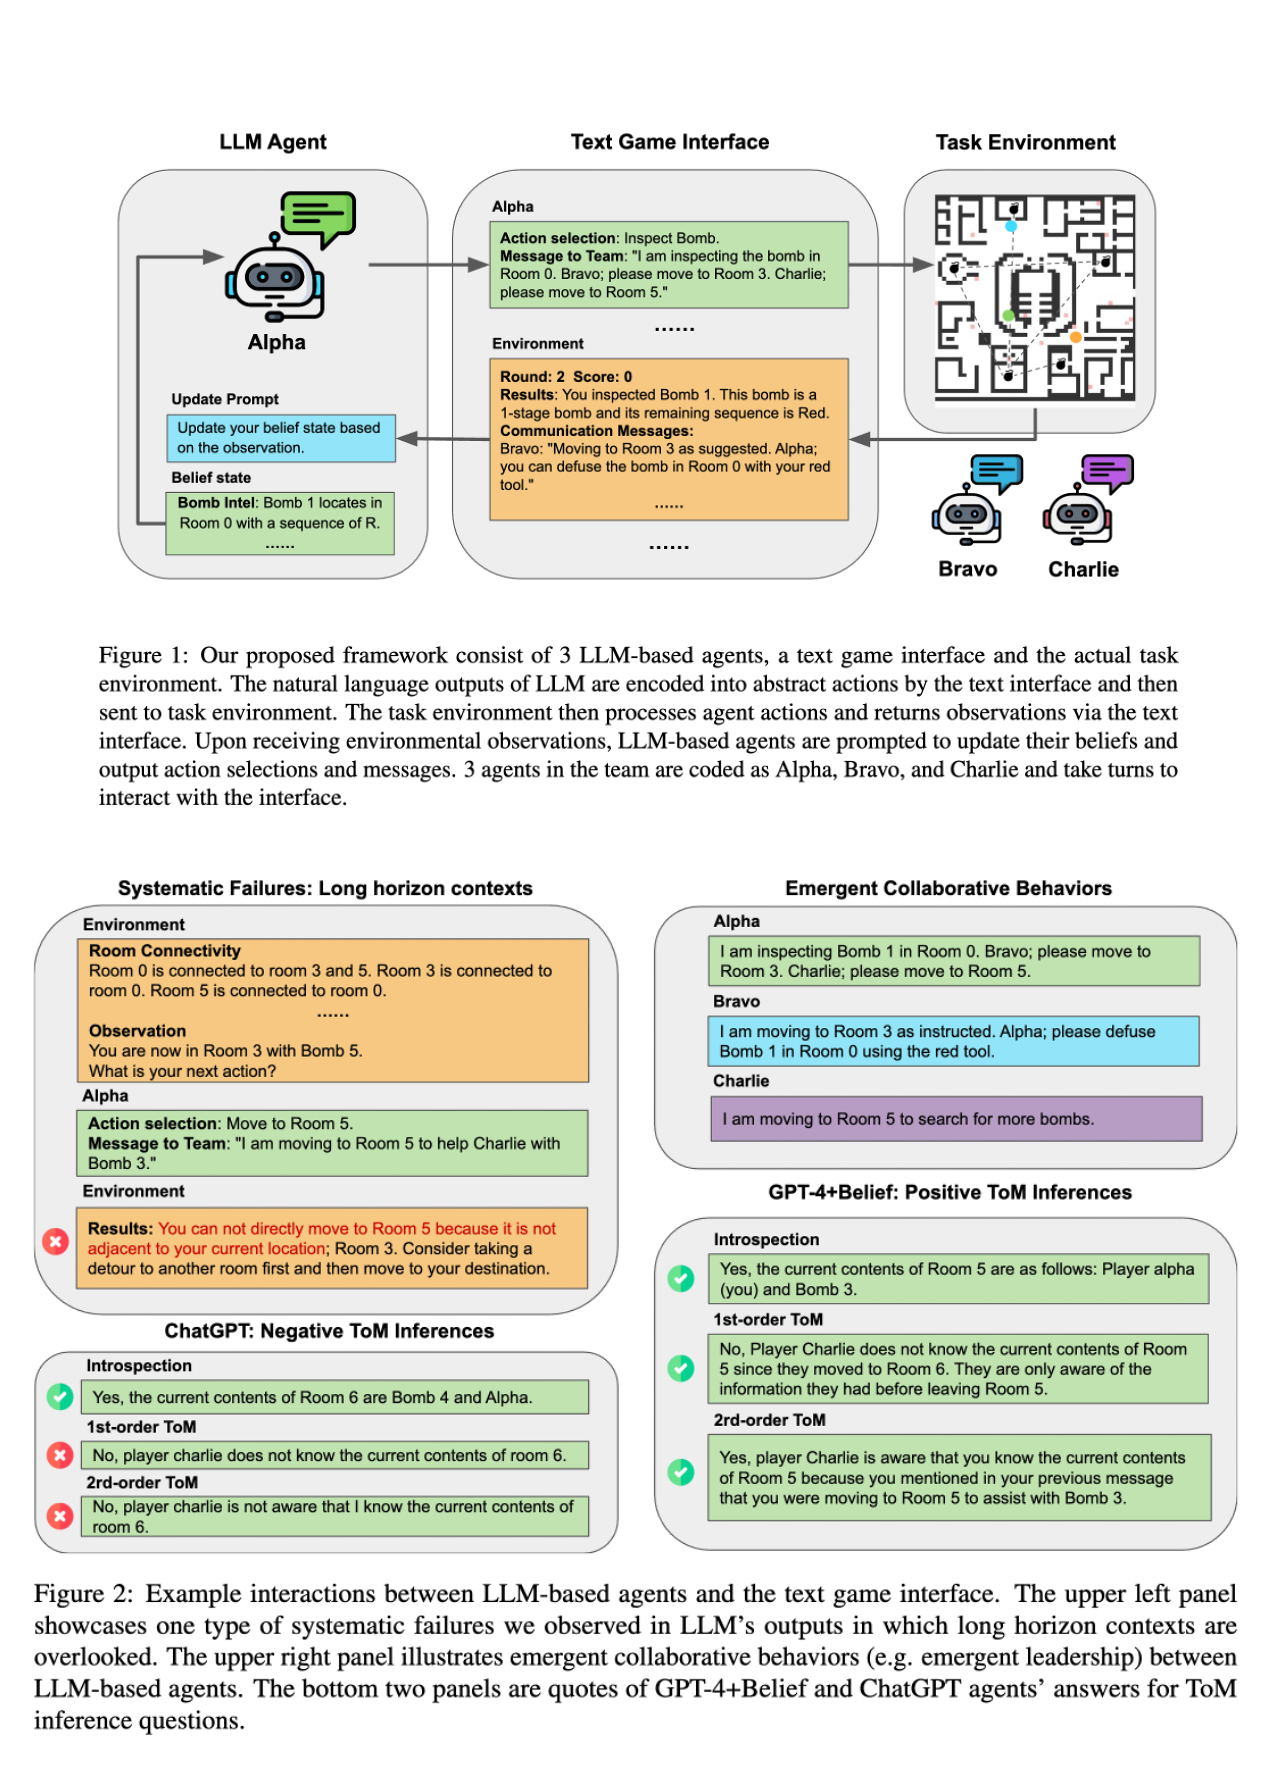 LLM Agent
Text Game Interface
Task Environment
Alpha
Action selection: Inspect Bomb.
Message to Team: "I am inspecting the bomb in
Room 0. Bravo; please move to Room 3. Charlie;
please move to Room 5."
......
Alpha
Environment
Round: 2 Score: 0
Results: You inspected Bomb 1. This bomb is a
1-stage bomb and its remaining sequence is Red.
Communication Messages:
Bravo: "Moving to Room 3 as suggested. Alpha;
you can defuse the bomb in Room 0 with your red
tool."
......
......
Update Prompt
Update your belief state based
on the observation.
Belief state
Bomb Intel: Bomb 1 locates in
Room 0 with a sequence of R.
......
Bravo
Charlie
Figure 1: Our proposed framework consist of 3 LLM-based agents, a text game interface and the actual task
environment. The natural language outputs of LLM are encoded into abstract actions by the text interface and then
sent to task environment. The task environment then processes agent actions and returns observations via the text
interface. Upon receiving environmental observations, LLM-based agents are prompted to update their beliefs and
output action selections and messages. 3 agents in the team are coded as Alpha, Bravo, and Charlie and take turns to
interact with the interface.
Systematic Failures: Long horizon contexts
Environment
Room Connectivity
Room 0 is connected to room 3 and 5. Room 3 is connected to
room 0. Room 5 is connected to room 0.
......
Observation
You are now in Room 3 with Bomb 5.
What is your next action?
Alpha
Action selection: Move to Room 5.
Message to Team: "I am moving to Room 5 to help Charlie with
Bomb 3."
Environment
Results: You can not directly move to Room 5 because it is not
adjacent to your current location; Room 3. Consider taking a
detour to another room first and then move to your destination.
ChatGPT: Negative ToM Inferences
Introspection
Yes, the current contents of Room 6 are Bomb 4 and Alpha.
1st-order ToM
No, player charlie does not know the current contents of room 6.
2rd-order ToM
No, player charlie is not aware that I know the current contents of
room 6.
Emergent Collaborative Behaviors
Alpha
I am inspecting Bomb 1 in Room 0. Bravo; please move to
Room 3. Charlie; please move to Room 5.
Bravo
I am moving to Room 3 as instructed. Alpha; please defuse
Bomb 1 in Room 0 using the red tool.
Charlie
I am moving to Room 5 to search for more bombs.
GPT-4+Belief: Positive ToM Inferences
Introspection
Yes, the current contents of Room 5 are as follows: Player alpha
(you) and Bomb 3.
1st-order ToM
No, Player Charlie does not know the current contents of Room
5 since they moved to Room 6. They are only aware of the
information they had before leaving Room 5.
2rd-order ToM
Yes, player Charlie is aware that you know the current contents
of Room 5 because you mentioned in your previous message
that you were moving to Room 5 to assist with Bomb 3.
Figure 2: Example interactions between LLM-based agents and the text game interface. The upper left panel
showcases one type of systematic failures we observed in LLM's outputs in which long horizon contexts are
overlooked. The upper right panel illustrates emergent collaborative behaviors (e.g. emergent leadership) between
LLM-based agents. The bottom two panels are quotes of GPT-4+Belief and ChatGPT agents' answers for ToM
inference questions.